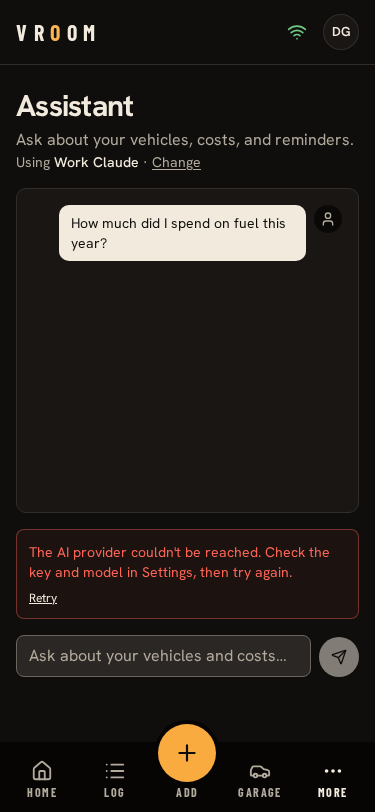 VROOM
DG
Assistant
Ask about your vehicles, costs, and reminders.
Using Work Claude · Change
How much did I spend on fuel this
year?
The AI provider couldn't be reached. Check the
key and model in Settings, then try again.
Retry
Ask about your vehicles and costs...
HOME
LOG
ADD
GARAGE
MORE